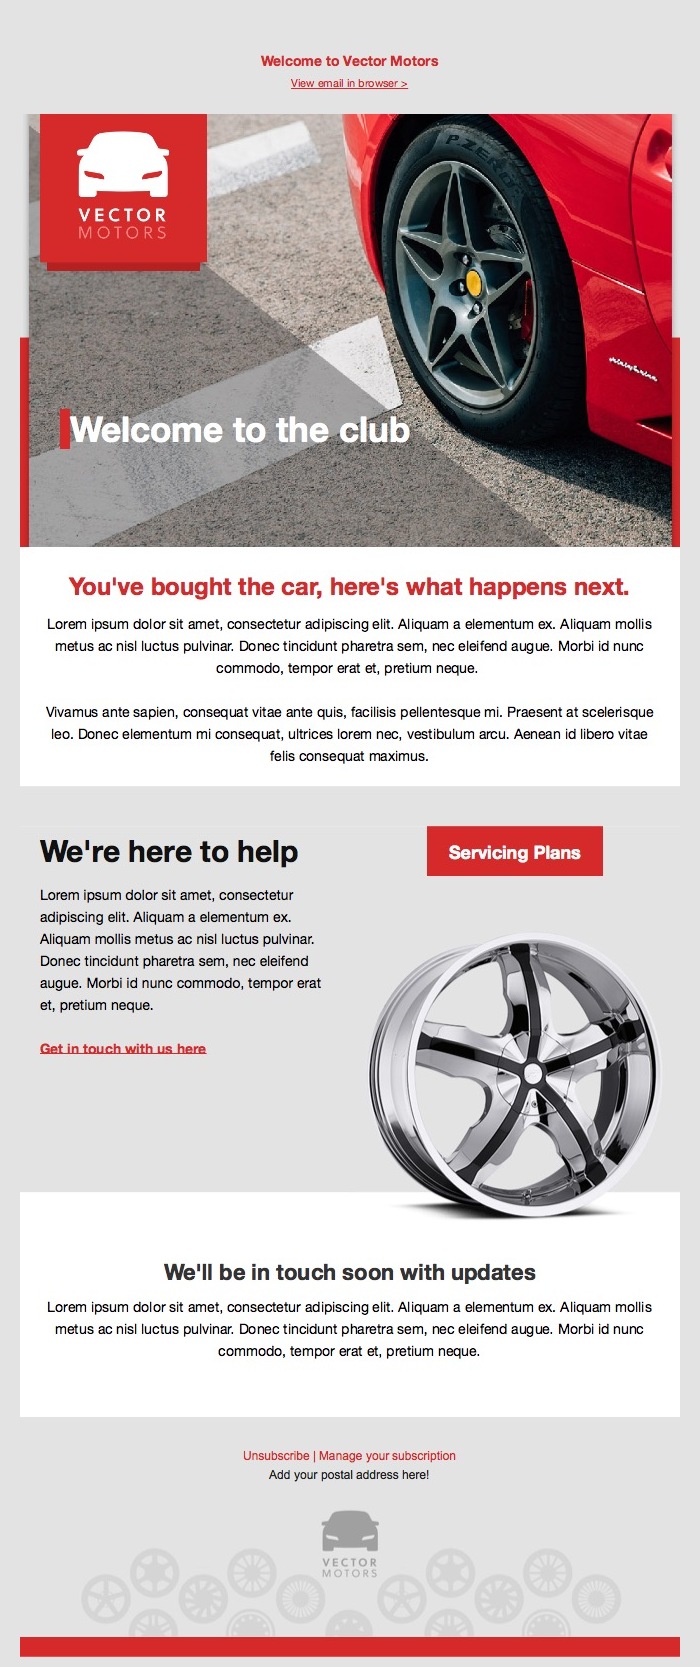 Welcome to Vector Motors
View email in browser >
VECTOR
MOTORS
P ZERO
Welcome to the club
You've bought the car, here's what happens next.
Lorem ipsum dolor sit amet, consectetur adipiscing elit. Aliquam a elementum ex. Aliquam mollis
metus ac nisl luctus pulvinar. Donec tincidunt pharetra sem, nec eleifend augue. Morbi id nunc
commodo, tempor erat et, pretium neque.
Vivamus ante sapien, consequat vitae ante quis, facilisis pellentesque mi. Praesent at scelerisque
leo. Donec elementum mi consequat, ultrices lorem nec, vestibulum arcu. Aenean id libero vitae
felis consequat maximus.
We're here to help
Lorem ipsum dolor sit amet, consectetur
adipiscing elit. Aliquam a elementum ex.
Aliquam mollis metus ac nisl luctus pulvinar.
Donec tincidunt pharetra sem, nec eleifend
augue. Morbi id nunc commodo, tempor erat
et, pretium neque.
Get in touch with us here
Servicing Plans
We'll be in touch soon with updates
Lorem ipsum dolor sit amet, consectetur adipiscing elit. Aliquam a elementum ex. Aliquam mollis
metus ac nisl luctus pulvinar. Donec tincidunt pharetra sem, nec eleifend augue. Morbi id nunc
commodo, tempor erat et, pretium neque.
Unsubscribe | Manage your subscription
Add your postal address here!
VECTOR
MOTORS